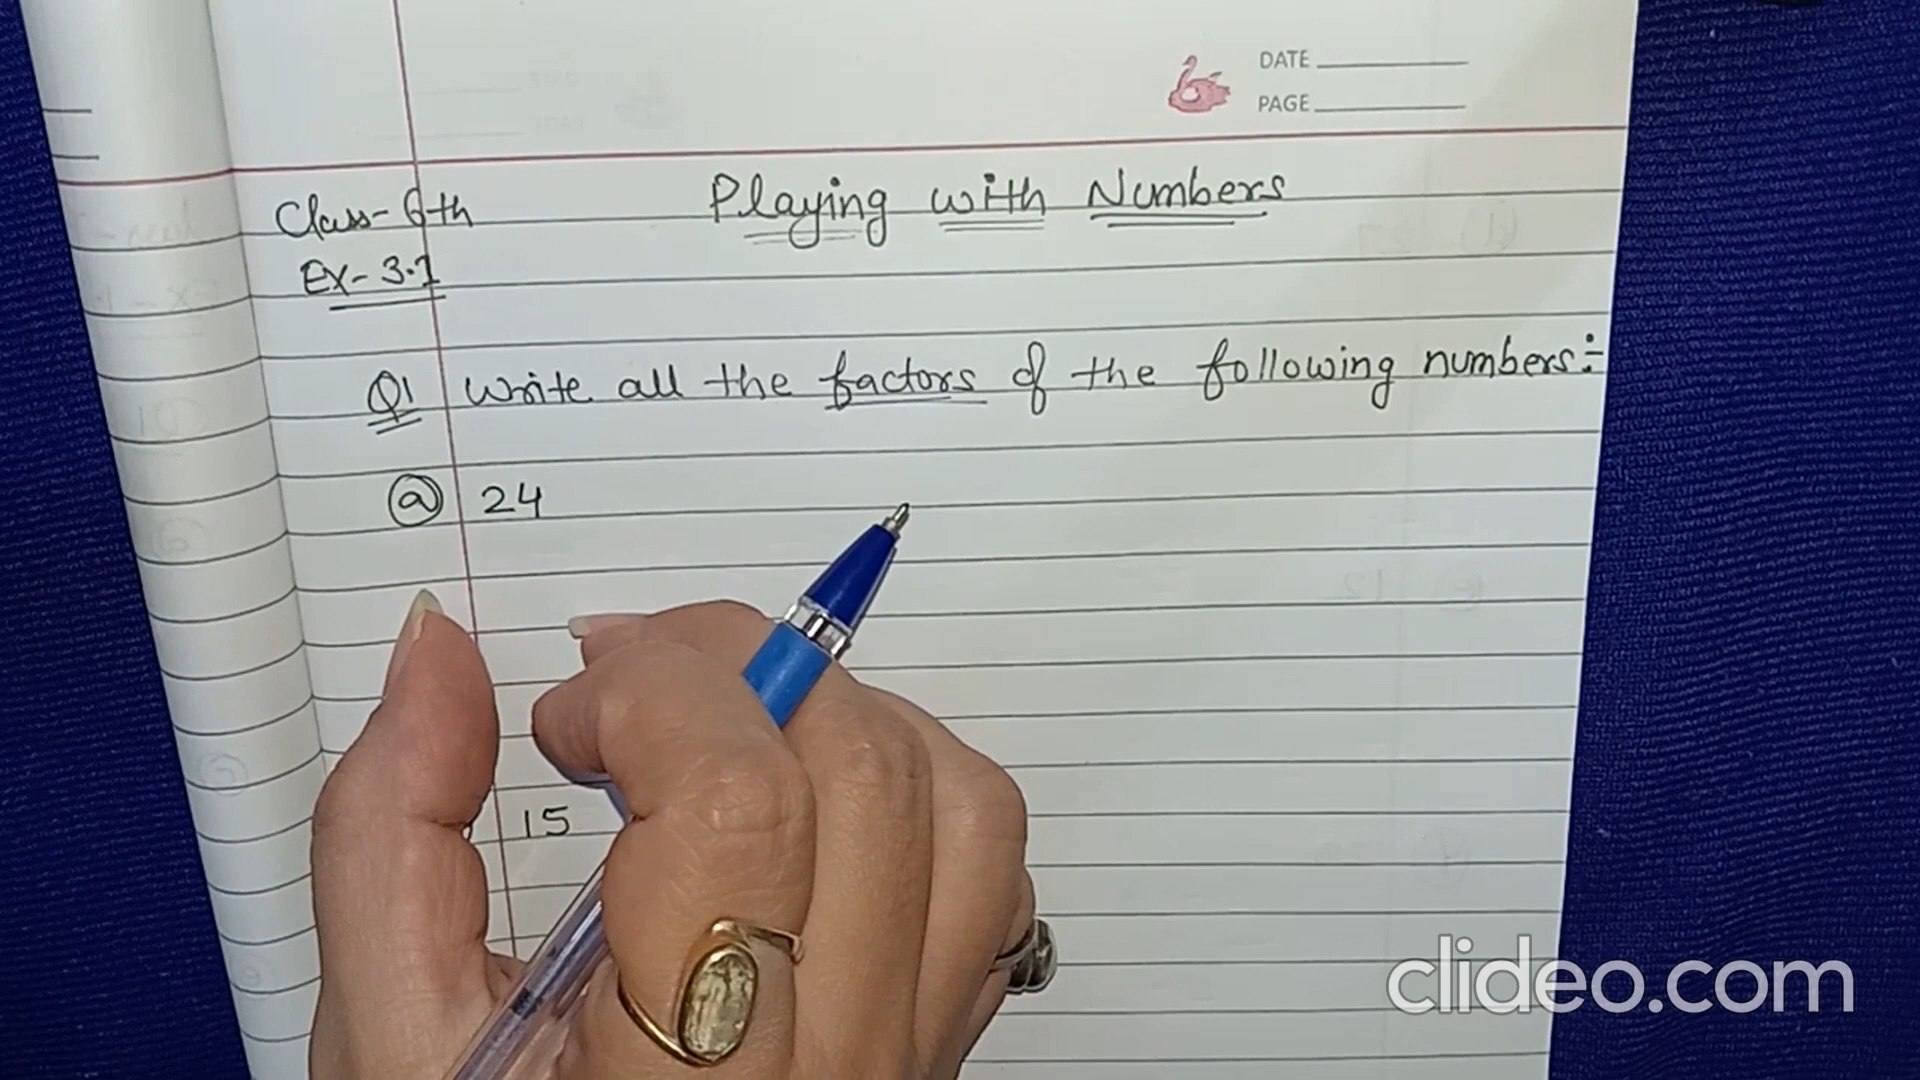 DATE
PAGE
Class-6th
Playing with Numbers
Ex-3.1
Q1 Write all the factors of the following numbers:-
(a) 24
15
clideo.com